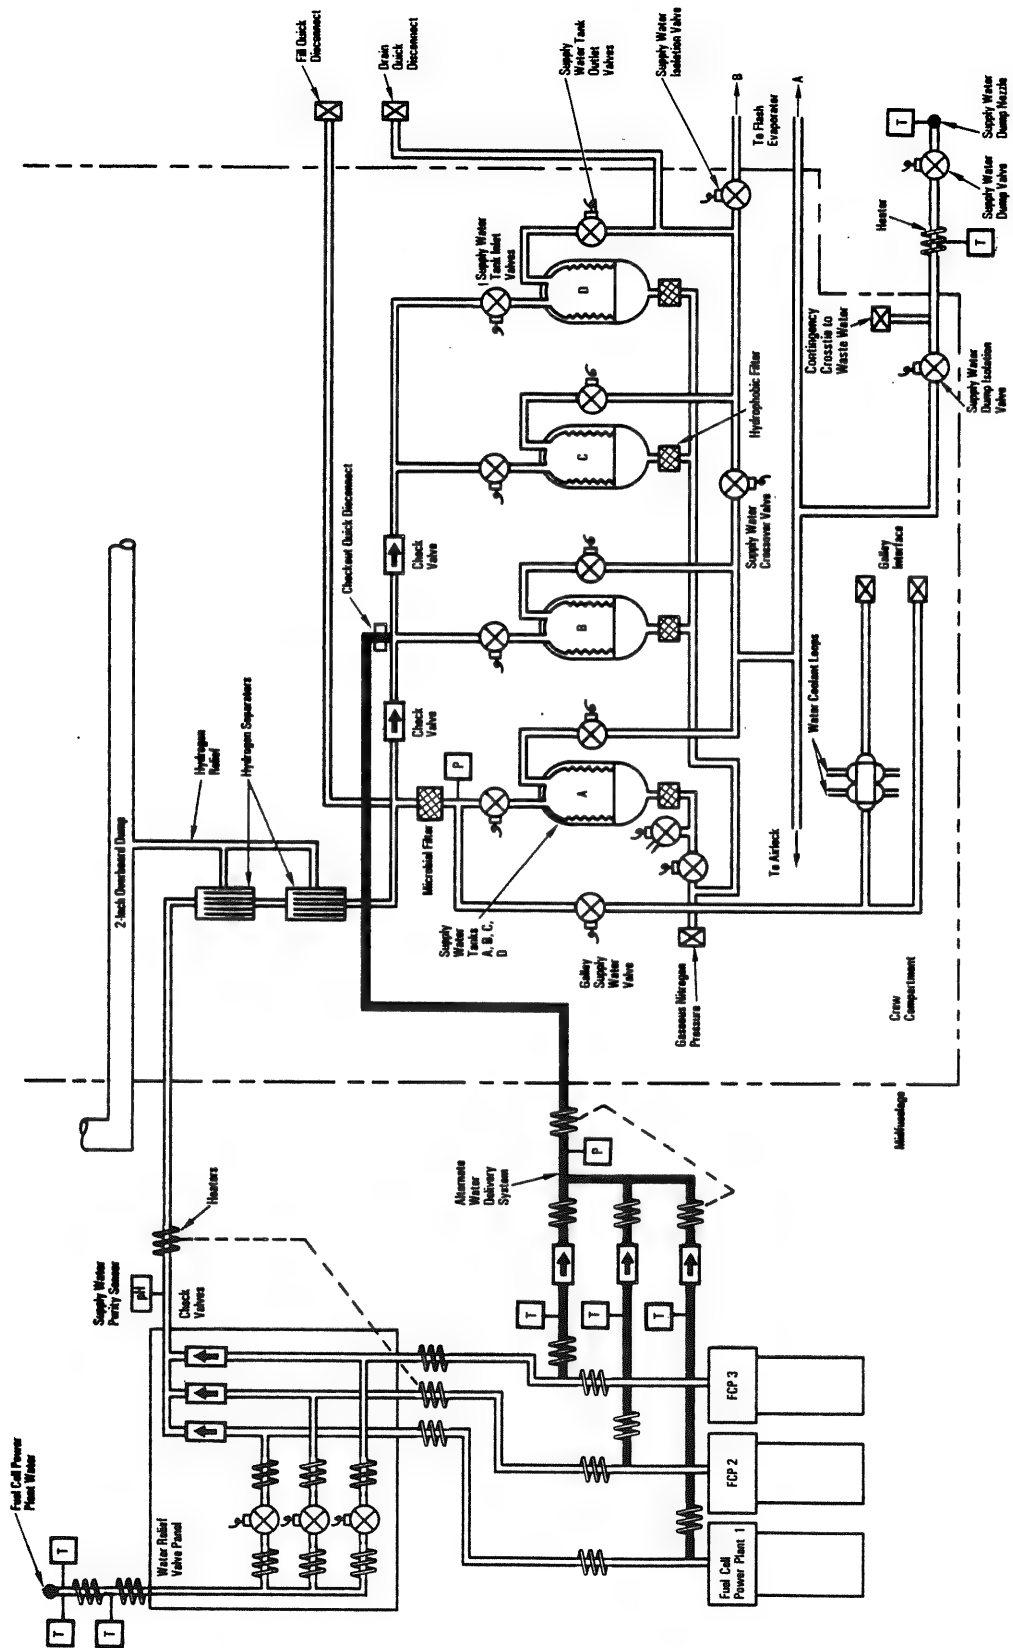 Fuel Cell Power
Plant Water
T
T
T
Water Relief
Valve Panel
Supply Water
Purity Sensor
pH
Check
Valves
Heaters
Fuel Cell
Power Plant 1
FCP 2
FCP 3
T
T
T
Alternate
Water
Delivery
System
P
Midfuselage
Crew
Compartment
2-Inch Overboard Dump
Hydrogen
Relief
Hydrogen Separators
Microbial Filter
P
Supply
Water
Tanks
A, B, C,
D
Galley
Supply
Water
Valve
Gaseous Nitrogen
Pressure
Check
Valve
Checkout Quick Disconnect
Check
Valve
A
B
C
D
Supply Water
Tank Inlet
Valves
Fill Quick
Disconnect
Drain
Quick
Disconnect
Supply
Water Tank
Outlet
Valves
Supply Water
Isolation Valve
Hydrophobic Filter
Supply Water
Crossover Valve
To Flash
Evaporator
B
A
To Airlock
Water Coolant Loops
Galley
Interface
Contingency
Crosstie to
Waste Water
Supply Water
Dump Isolation
Valve
Heater
T
Supply Water
Dump Valve
T
Supply Water
Dump Nozzle